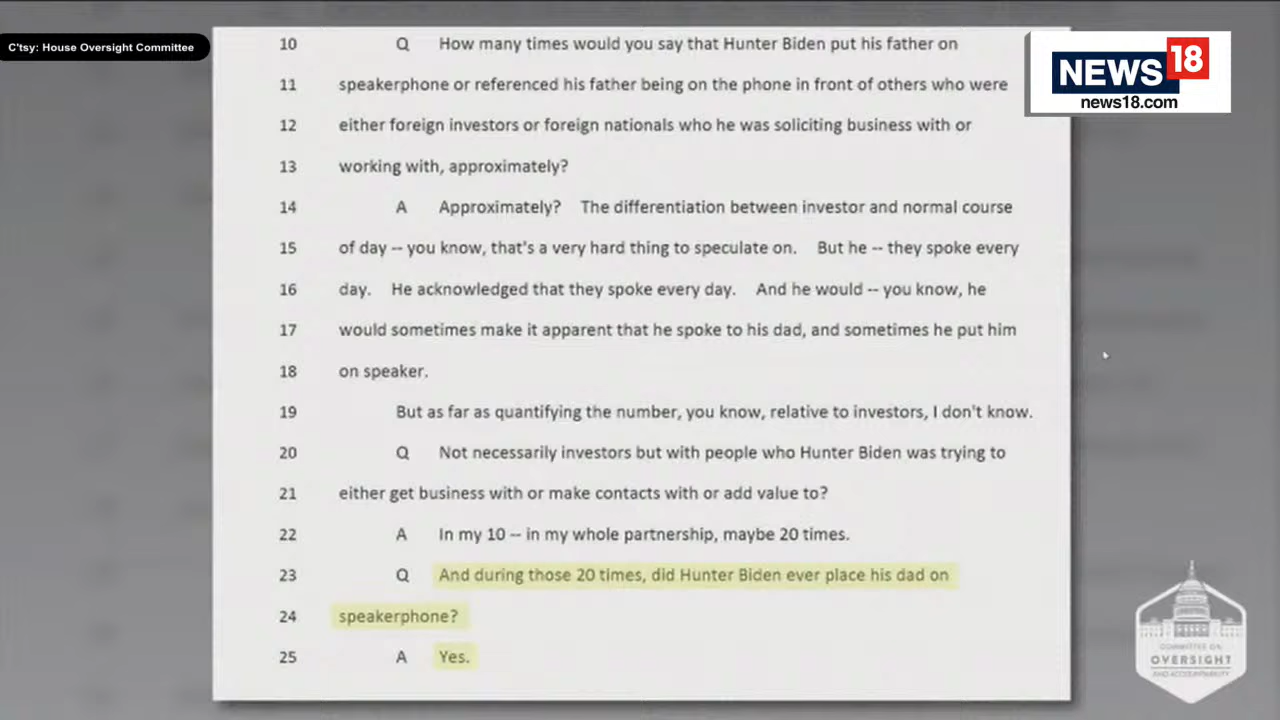 C'tsy: House Oversight Committee
NEWS 18
news18.com
10 Q How many times would you say that Hunter Biden put his father on
11 speakerphone or referenced his father being on the phone in front of others who were
12 either foreign investors or foreign nationals who he was soliciting business with or
13 working with, approximately?
14 A Approximately? The differentiation between investor and normal course
15 of day -- you know, that's a very hard thing to speculate on. But he -- they spoke every
16 day. He acknowledged that they spoke every day. And he would -- you know, he
17 would sometimes make it apparent that he spoke to his dad, and sometimes he put him
18 on speaker.
19 But as far as quantifying the number, you know, relative to investors, I don't know.
20 Q Not necessarily investors but with people who Hunter Biden was trying to
21 either get business with or make contacts with or add value to?
22 A In my 10 -- in my whole partnership, maybe 20 times.
23 Q And during those 20 times, did Hunter Biden ever place his dad on
24 speakerphone?
25 A Yes.
COMMITTEE ON
OVERSIGHT
AND ACCOUNTABILITY